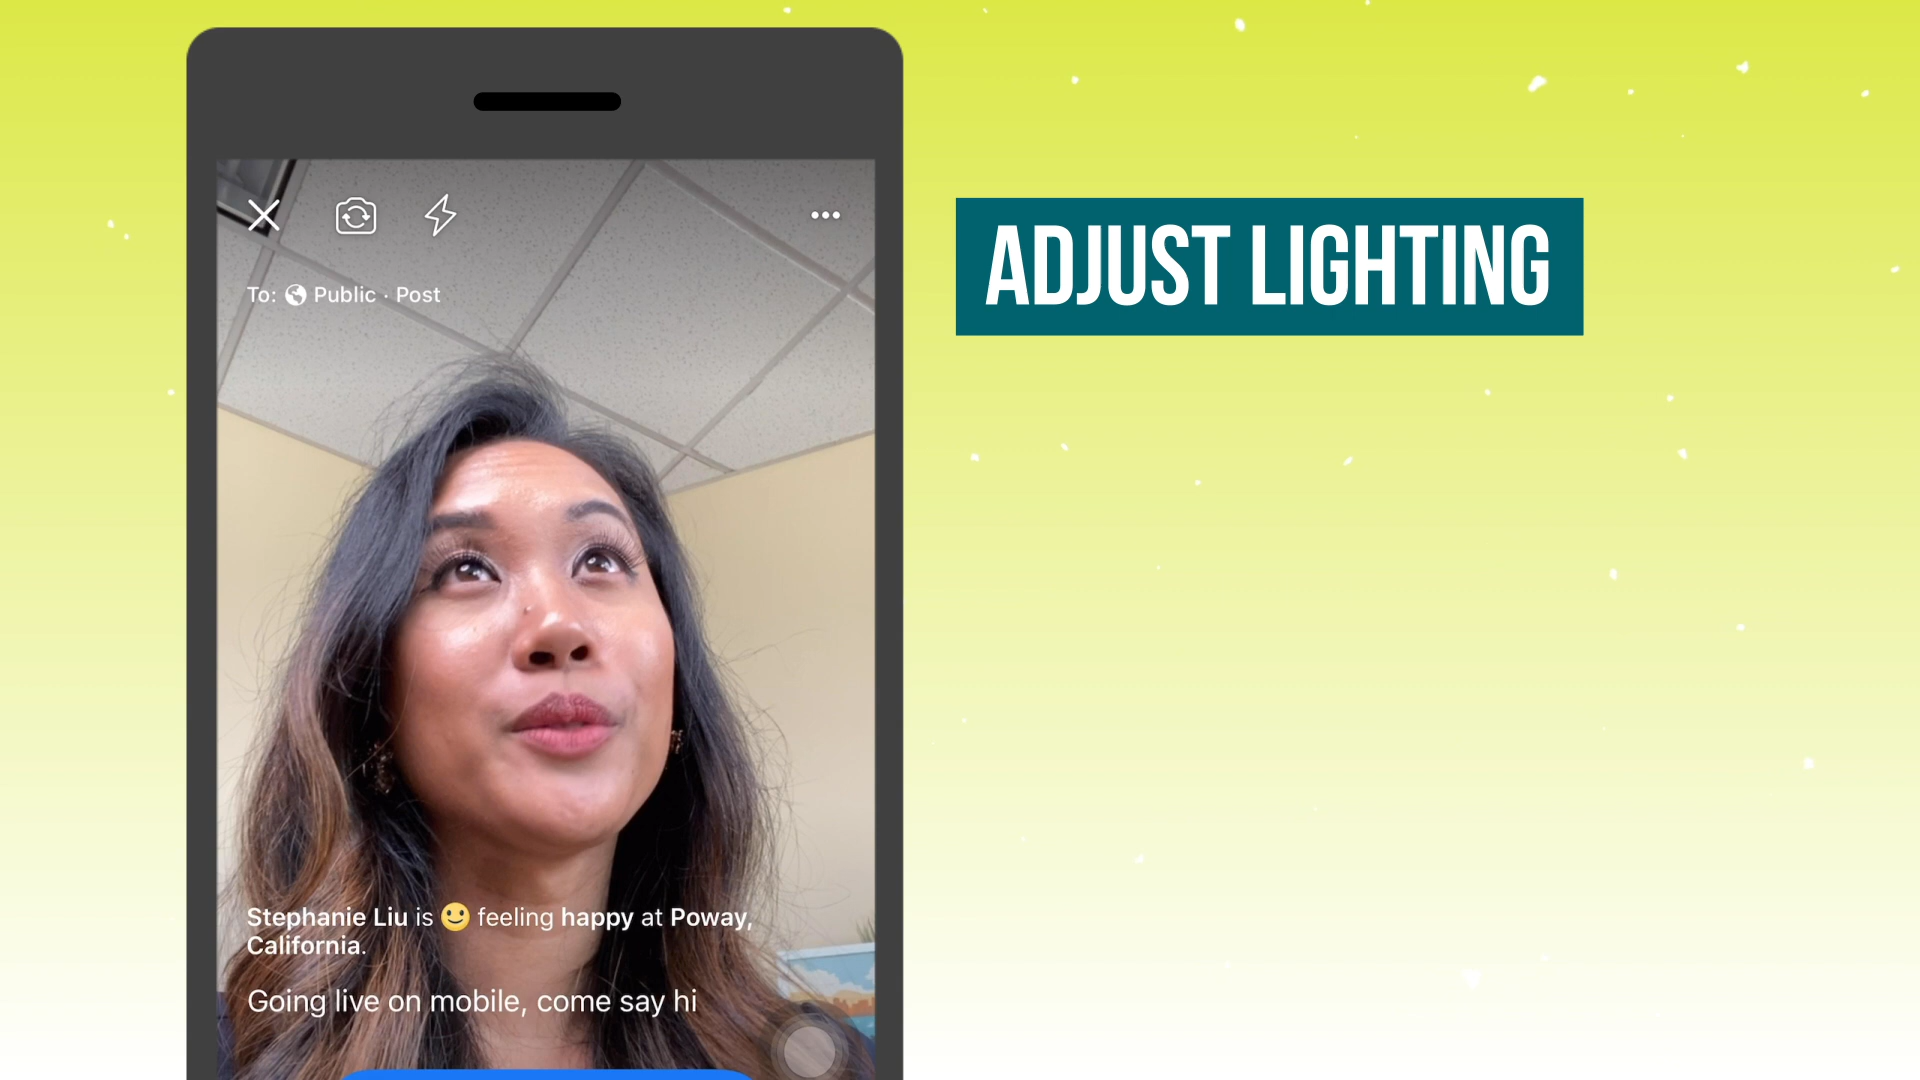 To: Public · Post
ADJUST LIGHTING
Stephanie Liu is 🙂 feeling happy at Poway,
California.
Going live on mobile, come say hi